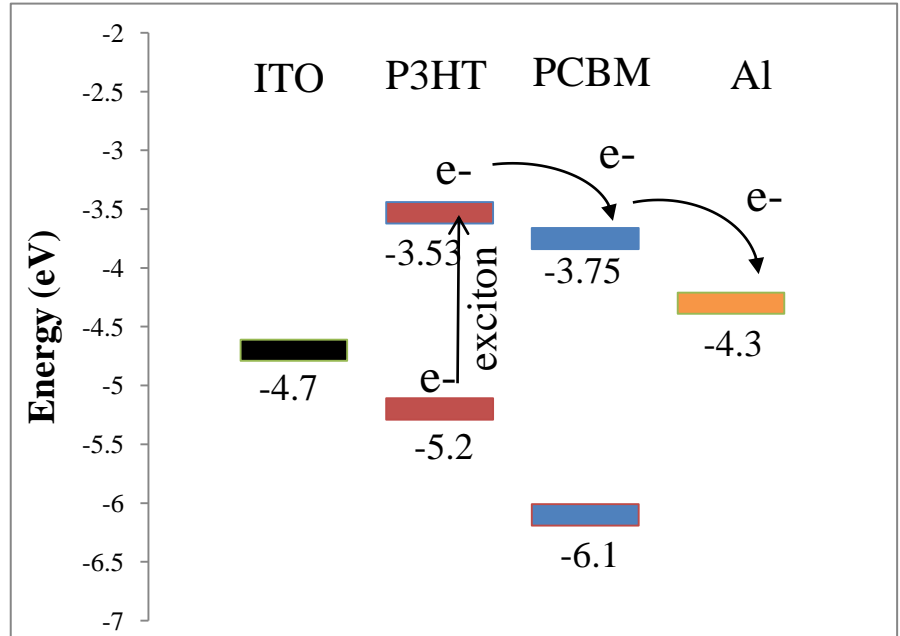 Energy (eV)
-2
-2.5
-3
-3.5
-4
-4.5
-5
-5.5
-6
-6.5
-7
ITO
P3HT
PCBM
Al
e-
e-
e-
-3.53
-3.75
-4.3
exciton
-4.7
e-
-5.2
-6.1